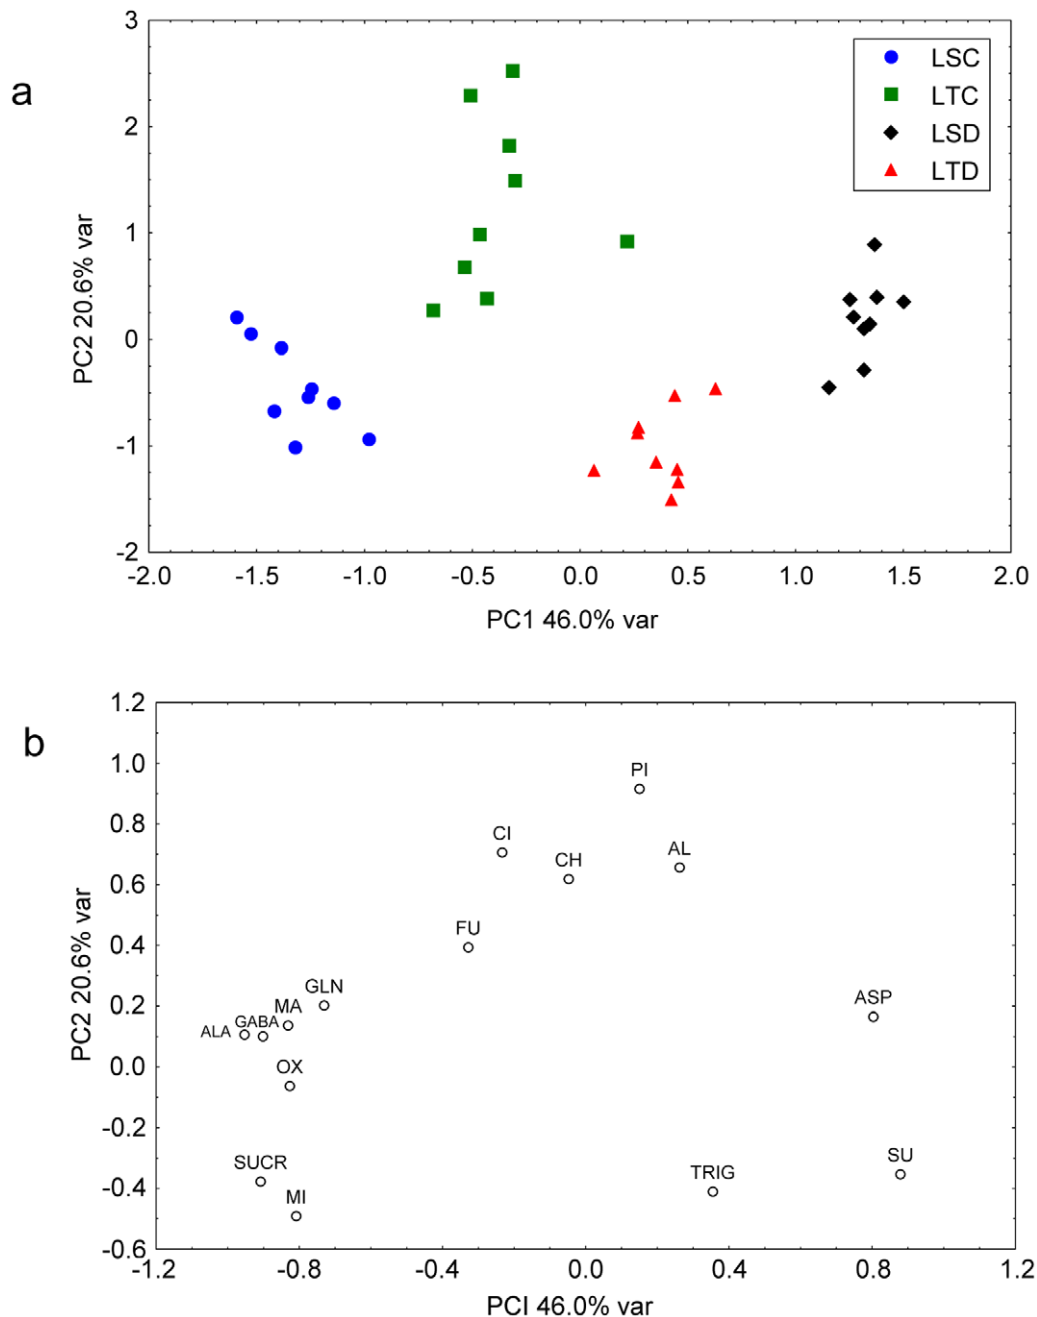 a
3
2
1
0
-1
-2
PC2 20.6% var
LSC
LTC
LSD
LTD
-2.0 -1.5 -1.0 -0.5 0.0 0.5 1.0 1.5 2.0
PC1 46.0% var
b
1.2
1.0
0.8
0.6
0.4
0.2
0.0
-0.2
-0.4
-0.6
PC2 20.6% var
PI
CI
CH
AL
FU
GLN
MA
GABA
ALA
ASP
OX
SUCR
MI
TRIG
SU
-1.2 -0.8 -0.4 0.0 0.4 0.8 1.2
PCI 46.0% var